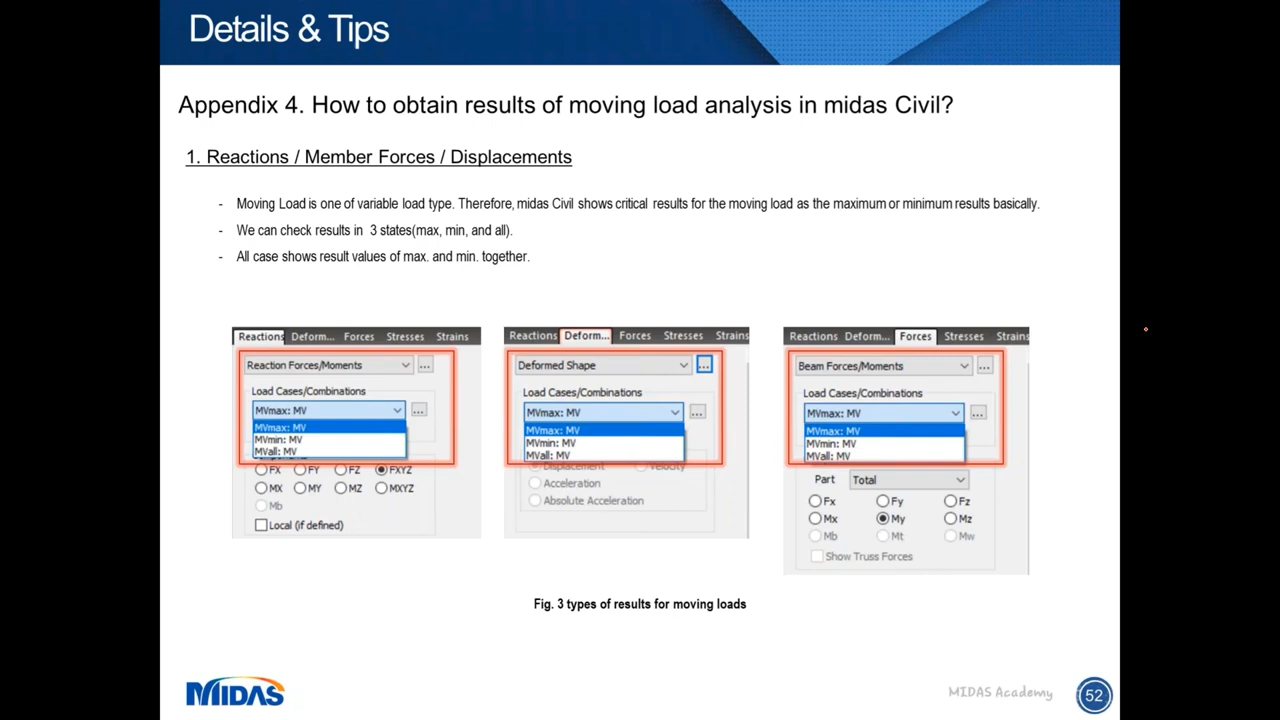 Details & Tips
Appendix 4. How to obtain results of moving load analysis in midas Civil?
1. Reactions / Member Forces / Displacements
- Moving Load is one of variable load type. Therefore, midas Civil shows critical results for the moving load as the maximum or minimum results basically.
- We can check results in 3 states(max, min, and all).
- All case shows result values of max. and min. together.
Reactions Deform... Forces Stresses Strains
Reaction Forces/Moments ...
Load Cases/Combinations
MVmax: MV ...
MVmax: MV
MVmin: MV
MVall: MV
FX FY FZ FXYZ
MX MY MZ MXYZ
Mb
Local (if defined)
Reactions Deform... Forces Stresses Strains
Deformed Shape ...
Load Cases/Combinations
MVmax: MV ...
MVmax: MV
MVmin: MV
MVall: MV
Displacement Velocity
Acceleration
Absolute Acceleration
Reactions Deform... Forces Stresses Strains
Beam Forces/Moments ...
Load Cases/Combinations
MVmax: MV ...
MVmax: MV
MVmin: MV
MVall: MV
Part Total
Fx Fy Fz
Mx My Mz
Mb Mt Mw
Show Truss Forces
Fig. 3 types of results for moving loads
MIDAS
MIDAS Academy
52